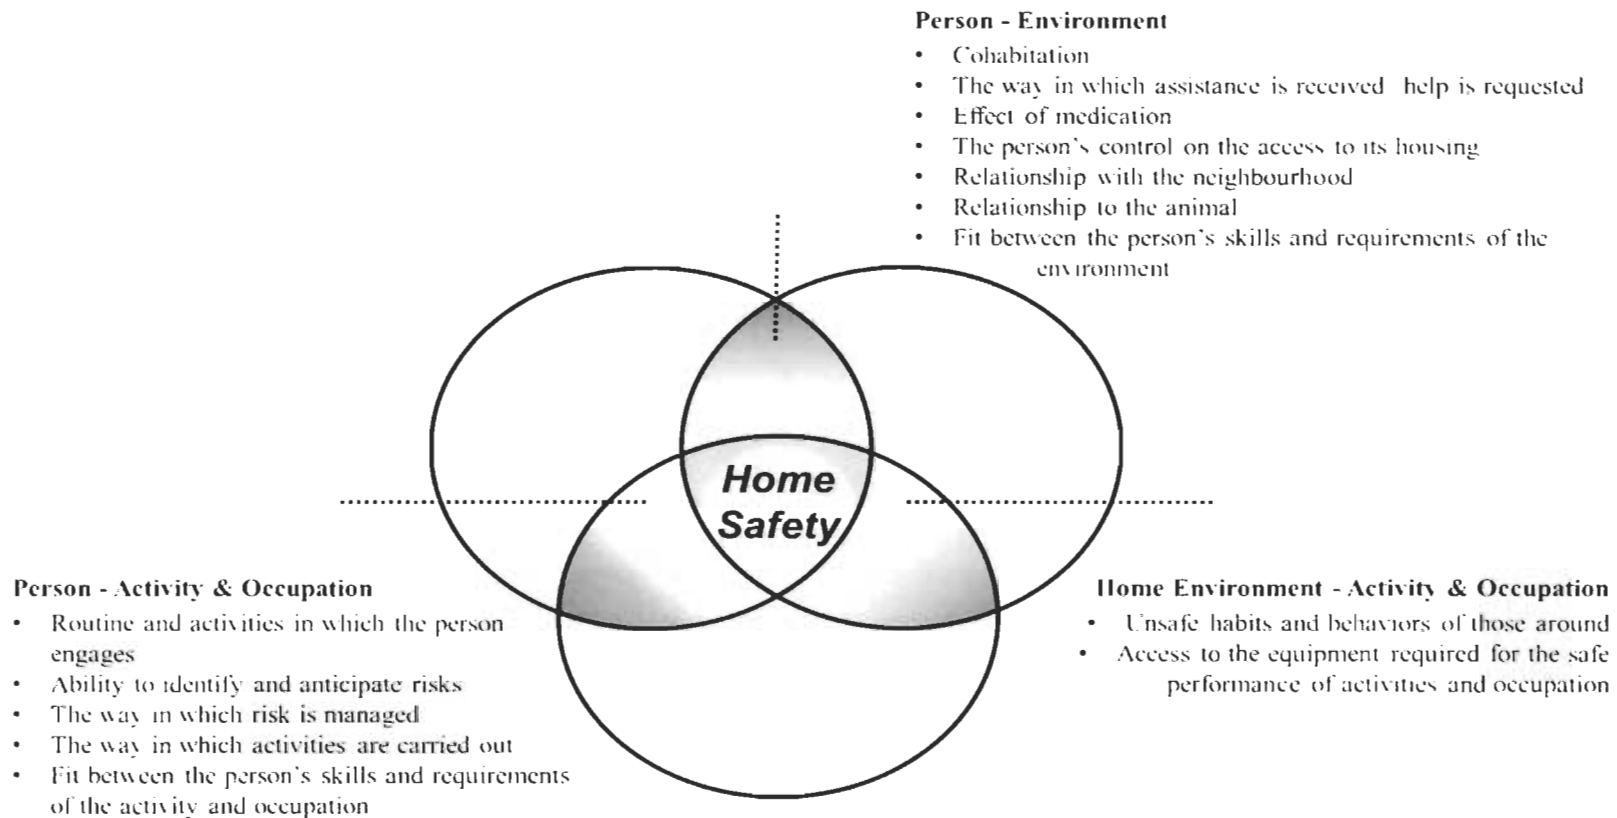 Person - Environment
• Cohabitation
• The way in which assistance is received help is requested
• Effect of medication
• The person's control on the access to its housing
• Relationship with the neighbourhood
• Relationship to the animal
• Fit between the person's skills and requirements of the
environment
Home
Safety
Person - Activity & Occupation
• Routine and activities in which the person
engages
• Ability to identify and anticipate risks
• The way in which risk is managed
• The way in which activities are carried out
• Fit between the person's skills and requirements
of the activity and occupation
Home Environment - Activity & Occupation
• Unsafe habits and behaviors of those around
• Access to the equipment required for the safe
performance of activities and occupation